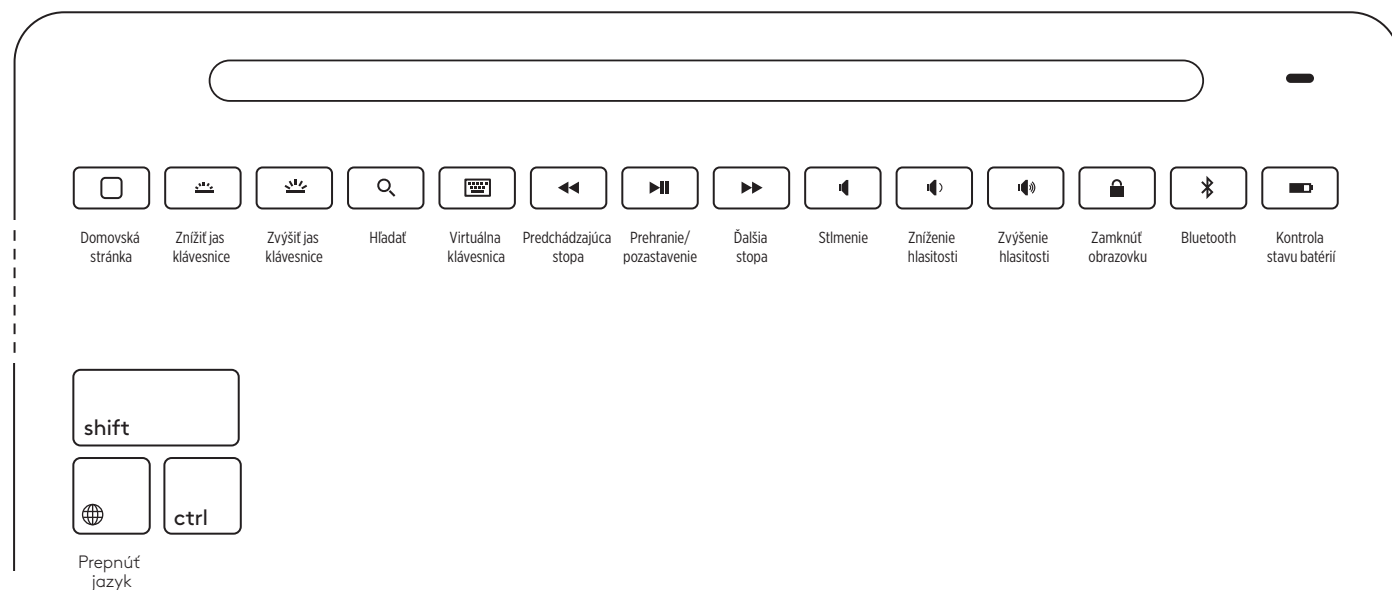 Domovská
stránka
Znížiť jas
klávesnice
Zvýšiť jas
klávesnice
Hľadať
Virtuálna
klávesnica
Predchádzajúca
stopa
Prehranie/
pozastavenie
Ďalšia
stopa
Stlmenie
Zníženie
hlasitosti
Zvýšenie
hlasitosti
Zamknúť
obrazovku
Bluetooth
Kontrola
stavu batérií
shift
ctrl
Prepnúť
jazyk